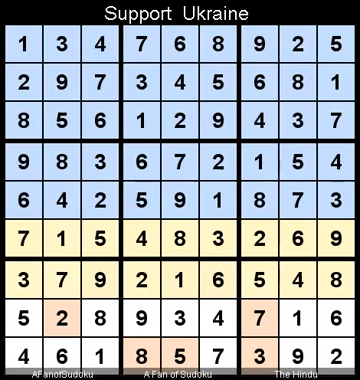 Support Ukraine
1 3 4 7 6 8 9 2 5
2 9 7 3 4 5 6 8 1
8 5 6 1 2 9 4 3 7
9 8 3 6 7 2 1 5 4
6 4 2 5 9 1 8 7 3
7 1 5 4 8 3 2 6 9
3 7 9 2 1 6 5 4 8
5 2 8 9 3 4 7 1 6
4 6 1 8 5 7 3 9 2
AFanofSudoku A Fan of Sudoku The Hindu